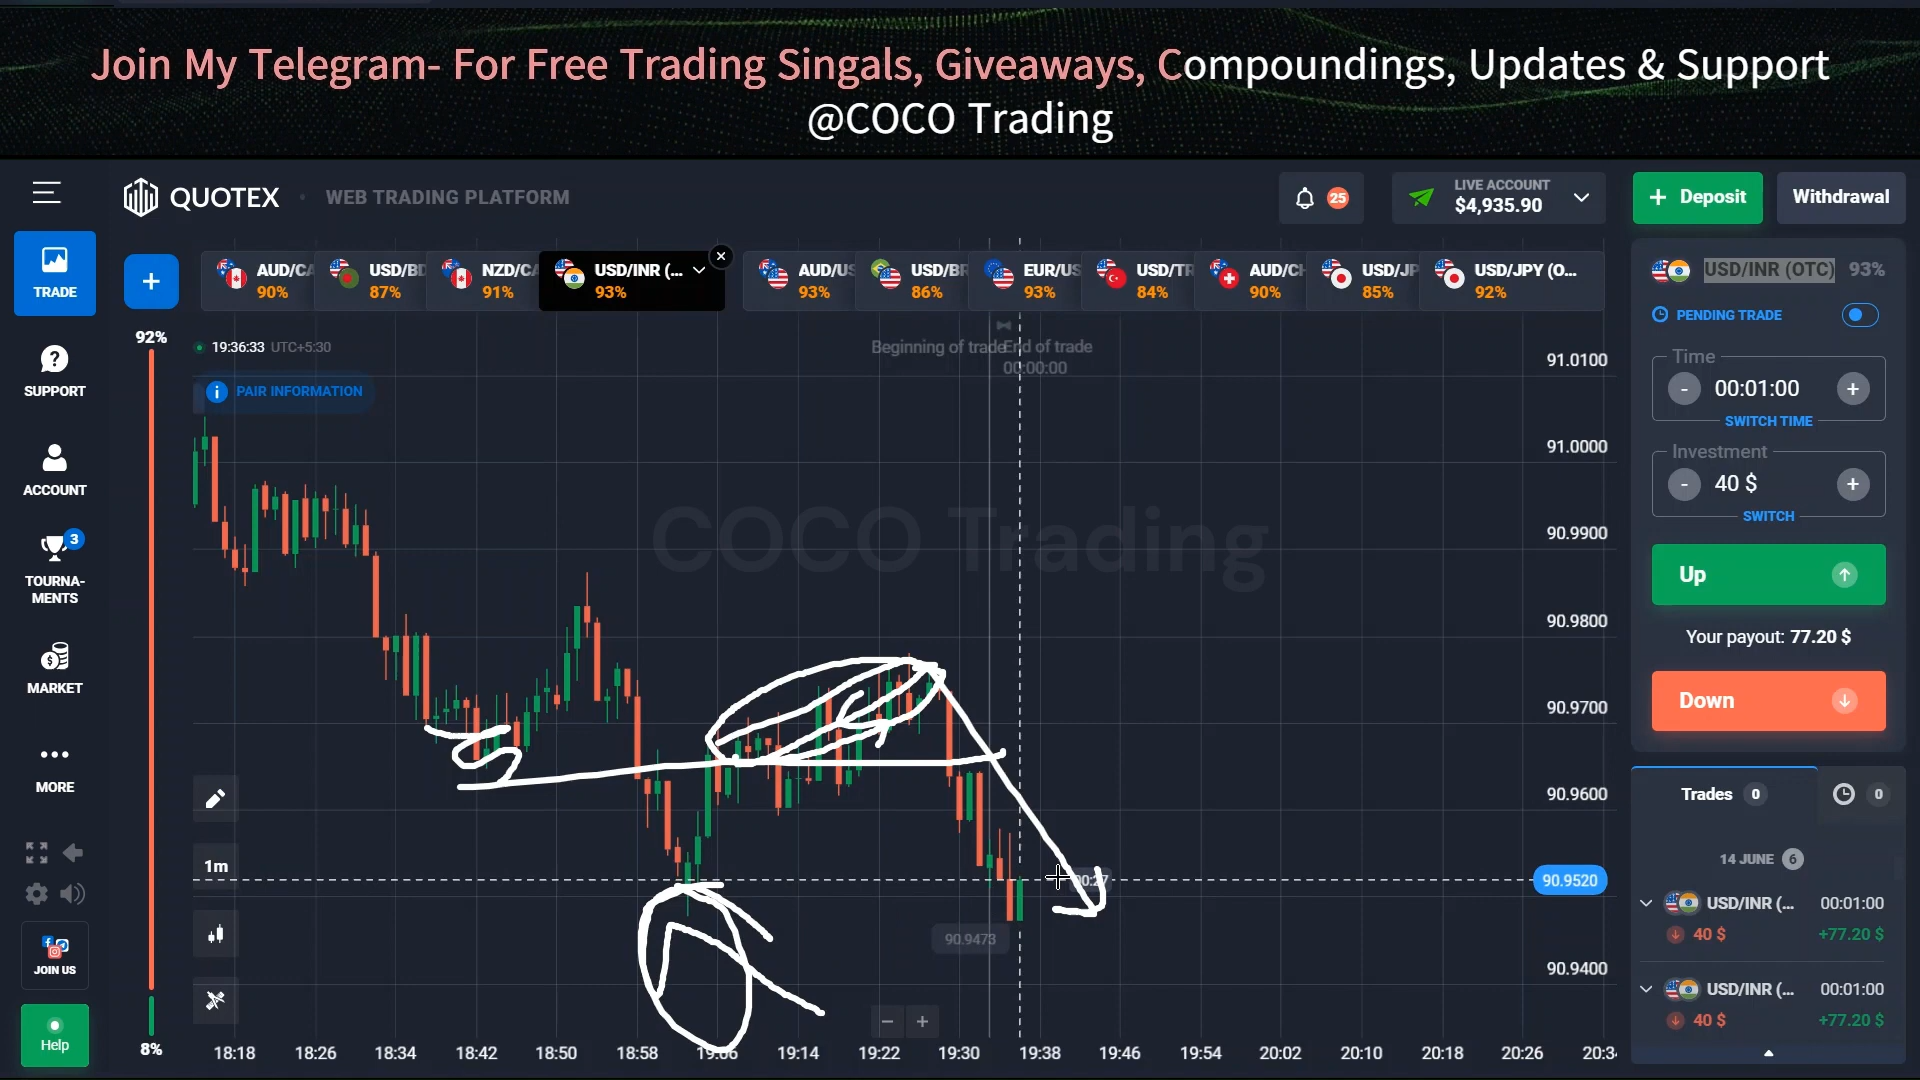 Join My Telegram- For Free Trading Singals, Giveaways, Compoundings, Updates & Support
@COCO Trading
QUOTEX
WEB TRADING PLATFORM
25
LIVE ACCOUNT
$4,935.90
+ Deposit
Withdrawal
TRADE
+
AUD/CA
90%
USD/BD
87%
NZD/CA
91%
USD/INR (...
93%
AUD/US
93%
USD/BR
86%
EUR/US
93%
USD/TR
84%
AUD/CH
90%
USD/JP
85%
USD/JPY (O...
92%
USD/INR (OTC) 93%
PENDING TRADE
92%
19:36:33 UTC+5:30
Beginning of trade
End of trade
00:00:00
PAIR INFORMATION
SUPPORT
ACCOUNT
3
TOURNA-
MENTS
MARKET
MORE
JOIN US
Help
8%
1m
COCO Trading
91.0100
91.0000
90.9900
90.9800
90.9700
90.9600
90.9520
90.9400
00:27
90.9473
18:18 18:26 18:34 18:42 18:50 18:58 19:06 19:14 19:22 19:30 19:38 19:46 19:54 20:02 20:10 20:18 20:26 20:34
Time
- 00:01:00 +
SWITCH TIME
Investment
- 40 $ +
SWITCH
Up
Your payout: 77.20 $
Down
Trades 0
0
14 JUNE 6
USD/INR (... 00:01:00
40 $ +77.20 $
USD/INR (... 00:01:00
40 $ +77.20 $